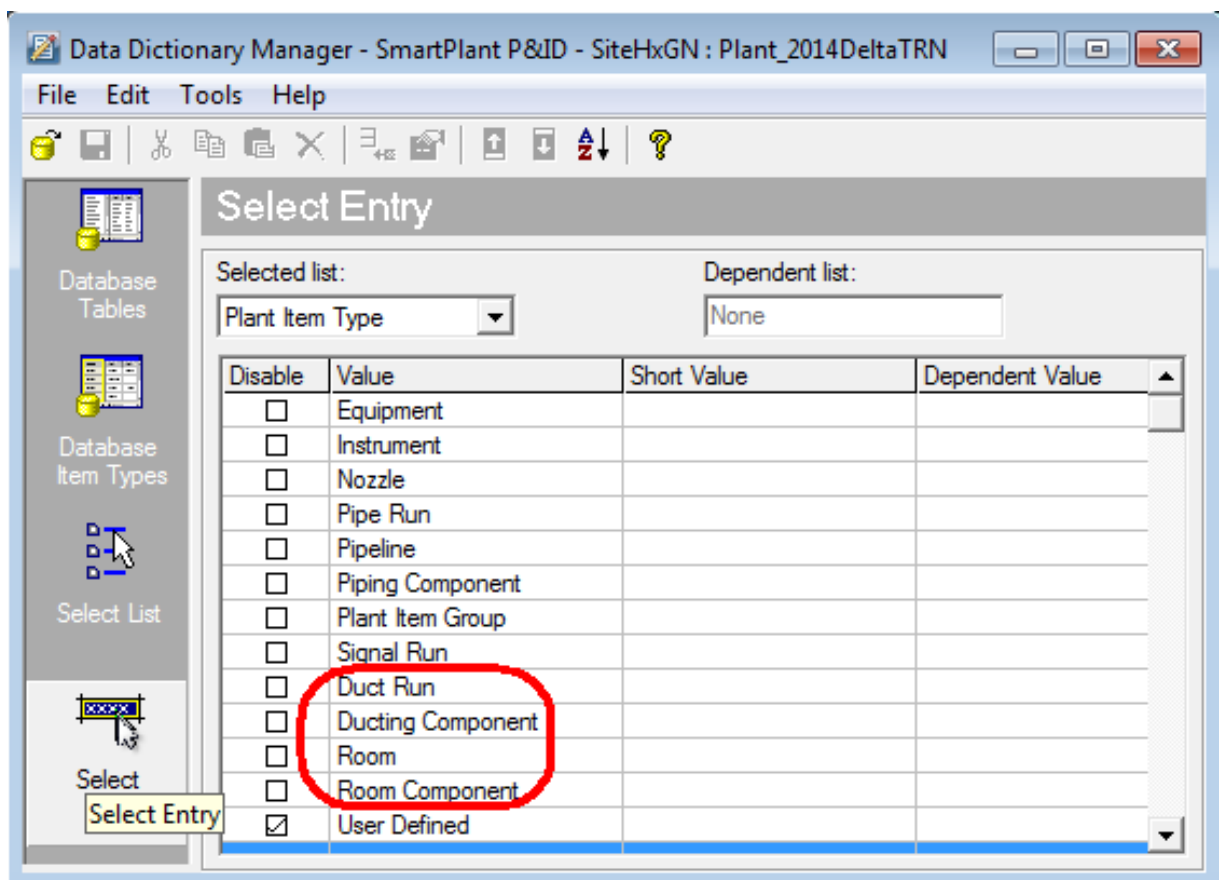 Data Dictionary Manager - SmartPlant P&ID - SiteHxGN : Plant_2014DeltaTRN
File Edit Tools Help
Select Entry
Database
Tables
Database
Item Types
Select List
Select
Select Entry
Selected list:
Dependent list:
Plant Item Type
None
Disable Value Short Value Dependent Value
Equipment
Instrument
Nozzle
Pipe Run
Pipeline
Piping Component
Plant Item Group
Signal Run
Duct Run
Ducting Component
Room
Room Component
User Defined